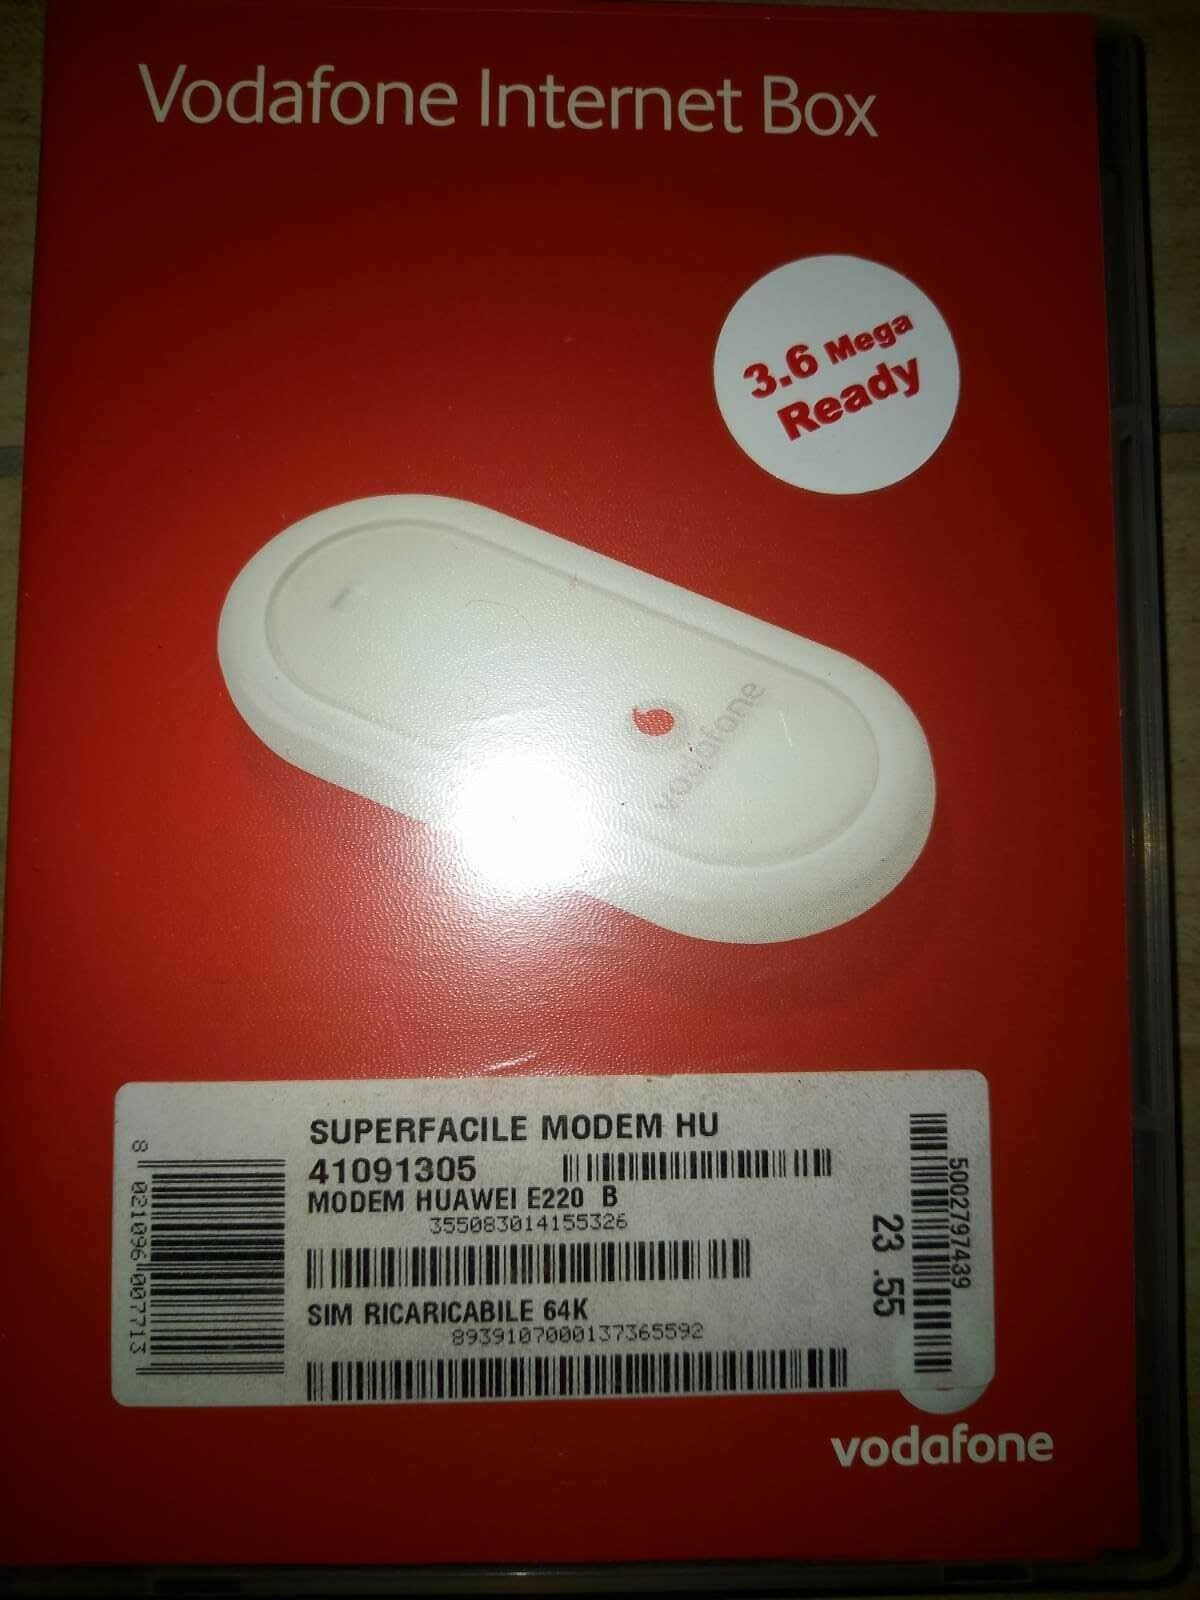 Vodafone Internet Box
3.6 Mega
Ready
vodafone
SUPERFACILE MODEM HU
41091305
MODEM HUAWEI E220 B
355083014155326
SIM RICARICABILE 64K
8939107000137365592
8 021096 007713
5002797439
23 .55
vodafone